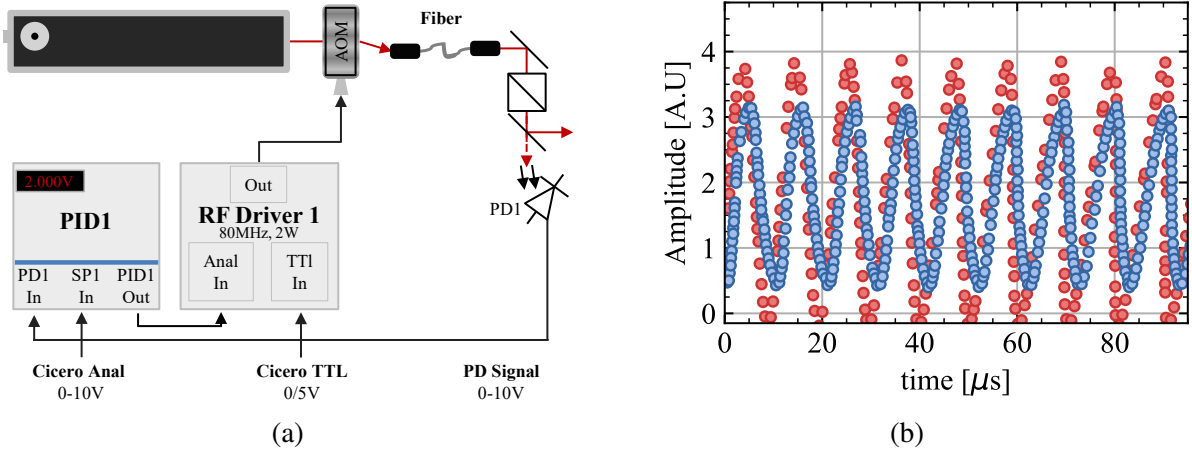 Fiber
AOM
2.000V
PID1
PD1 In
SP1 In
PID1 Out
Out
RF Driver 1
80MHz, 2W
Anal In
TTl In
PD1
Cicero Anal
0-10V
Cicero TTL
0/5V
PD Signal
0-10V
(a)
Amplitude [A.U]
4
3
2
1
0
0 20 40 60 80
time [μs]
(b)